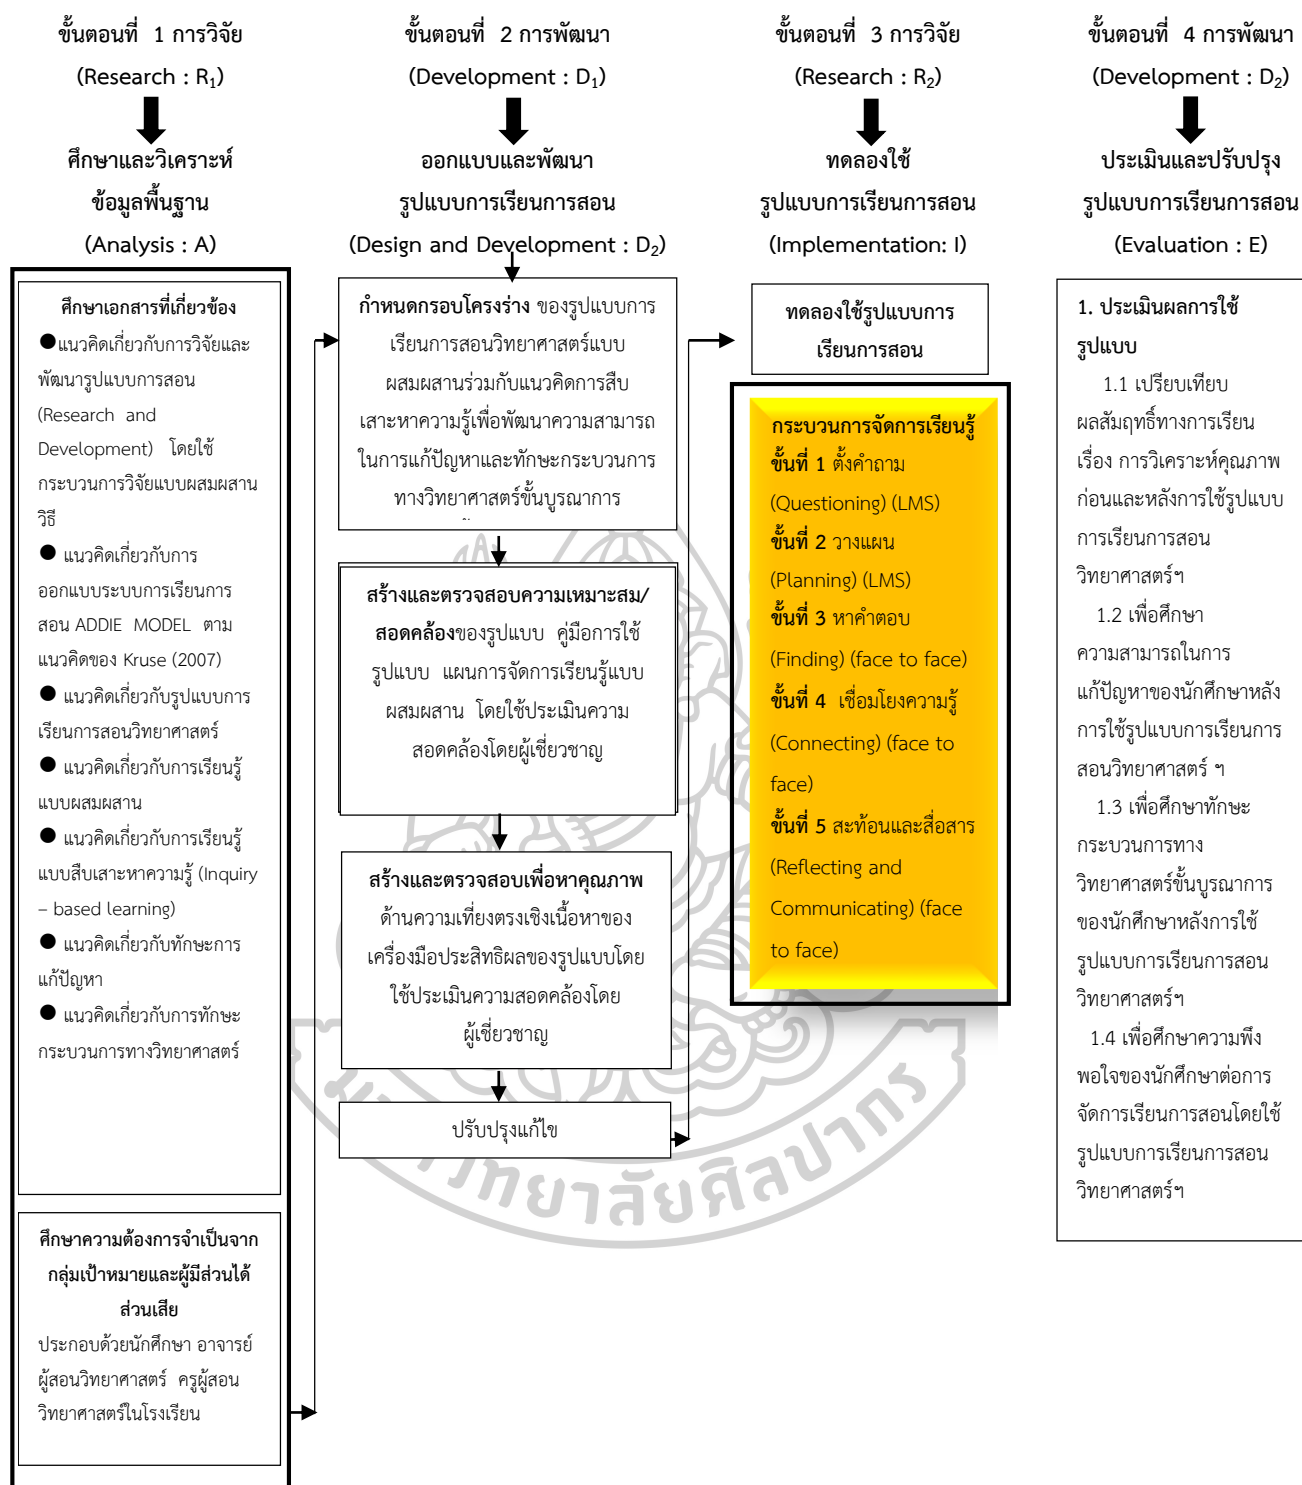 ขั้นตอนที่ 1 การวิจัย
(Research : R1)
ศึกษาและวิเคราะห์
ข้อมูลพื้นฐาน
(Analysis : A)
ศึกษาเอกสารที่เกี่ยวข้อง
●แนวคิดเกี่ยวกับการวิจัยและ
พัฒนารูปแบบการสอน
(Research and
Development) โดยใช้
กระบวนการวิจัยแบบผสมผสาน
วิธี
● แนวคิดเกี่ยวกับการ
ออกแบบระบบการเรียนการ
สอน ADDIE MODEL ตาม
แนวคิดของ Kruse (2007)
● แนวคิดเกี่ยวกับรูปแบบการ
เรียนการสอนวิทยาศาสตร์
● แนวคิดเกี่ยวกับการเรียนรู้
แบบผสมผสาน
● แนวคิดเกี่ยวกับการเรียนรู้
แบบสืบเสาะหาความรู้ (Inquiry
– based learning)
● แนวคิดเกี่ยวกับทักษะการ
แก้ปัญหา
● แนวคิดเกี่ยวกับการทักษะ
กระบวนการทางวิทยาศาสตร์
ศึกษาความต้องการจำเป็นจาก
กลุ่มเป้าหมายและผู้มีส่วนได้
ส่วนเสีย
ประกอบด้วยนักศึกษา อาจารย์
ผู้สอนวิทยาศาสตร์ ครูผู้สอน
วิทยาศาสตร์ในโรงเรียน
ขั้นตอนที่ 2 การพัฒนา
(Development : D1)
ออกแบบและพัฒนา
รูปแบบการเรียนการสอน
(Design and Development : D2)
กำหนดกรอบโครงร่าง ของรูปแบบการ
เรียนการสอนวิทยาศาสตร์แบบ
ผสมผสานร่วมกับแนวคิดการสืบ
เสาะหาความรู้เพื่อพัฒนาความสามารถ
ในการแก้ปัญหาและทักษะกระบวนการ
ทางวิทยาศาสตร์ขั้นบูรณาการ
สร้างและตรวจสอบความเหมาะสม/
สอดคล้องของรูปแบบ คู่มือการใช้
รูปแบบ แผนการจัดการเรียนรู้แบบ
ผสมผสาน โดยใช้ประเมินความ
สอดคล้องโดยผู้เชี่ยวชาญ
สร้างและตรวจสอบเพื่อหาคุณภาพ
ด้านความเที่ยงตรงเชิงเนื้อหาของ
เครื่องมือประสิทธิผลของรูปแบบโดย
ใช้ประเมินความสอดคล้องโดย
ผู้เชี่ยวชาญ
ปรับปรุงแก้ไข
ขั้นตอนที่ 3 การวิจัย
(Research : R2)
ทดลองใช้
รูปแบบการเรียนการสอน
(Implementation: I)
ทดลองใช้รูปแบบการ
เรียนการสอน
กระบวนการจัดการเรียนรู้
ขั้นที่ 1 ตั้งคำถาม
(Questioning) (LMS)
ขั้นที่ 2 วางแผน
(Planning) (LMS)
ขั้นที่ 3 หาคำตอบ
(Finding) (face to face)
ขั้นที่ 4 เชื่อมโยงความรู้
(Connecting) (face to
face)
ขั้นที่ 5 สะท้อนและสื่อสาร
(Reflecting and
Communicating) (face
to face)
ขั้นตอนที่ 4 การพัฒนา
(Development : D2)
ประเมินและปรับปรุง
รูปแบบการเรียนการสอน
(Evaluation : E)
1. ประเมินผลการใช้
รูปแบบ
1.1 เปรียบเทียบ
ผลสัมฤทธิ์ทางการเรียน
เรื่อง การวิเคราะห์คุณภาพ
ก่อนและหลังการใช้รูปแบบ
การเรียนการสอน
วิทยาศาสตร์ฯ
1.2 เพื่อศึกษา
ความสามารถในการ
แก้ปัญหาของนักศึกษาหลัง
การใช้รูปแบบการเรียนการ
สอนวิทยาศาสตร์ ฯ
1.3 เพื่อศึกษาทักษะ
กระบวนการทาง
วิทยาศาสตร์ขั้นบูรณาการ
ของนักศึกษาหลังการใช้
รูปแบบการเรียนการสอน
วิทยาศาสตร์ฯ
1.4 เพื่อศึกษาความพึง
พอใจของนักศึกษาต่อการ
จัดการเรียนการสอนโดยใช้
รูปแบบการเรียนการสอน
วิทยาศาสตร์ฯ